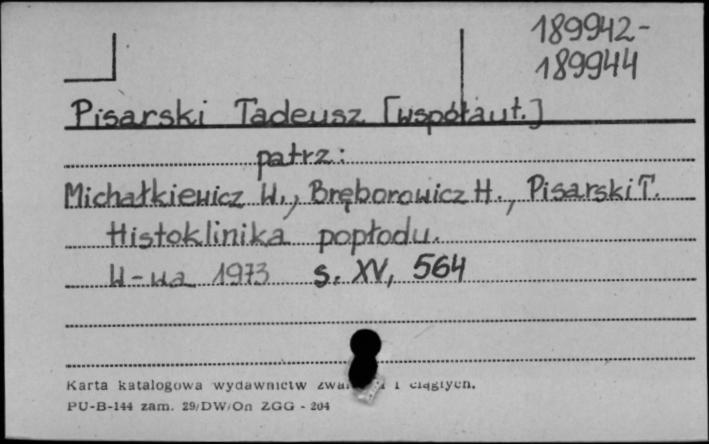 189942-
189944
Pisarski Tadeusz [współaut.]
patrz:
Michałkiewicz W., Bręborowicz H., Pisarski T.
Histoklinika popłodu.
W-wa 1973 s. XV, 564
Karta katalogowa wydawnictw i ciągłych.
PU-B-144 zam. 29/DW/On ZGG - 204